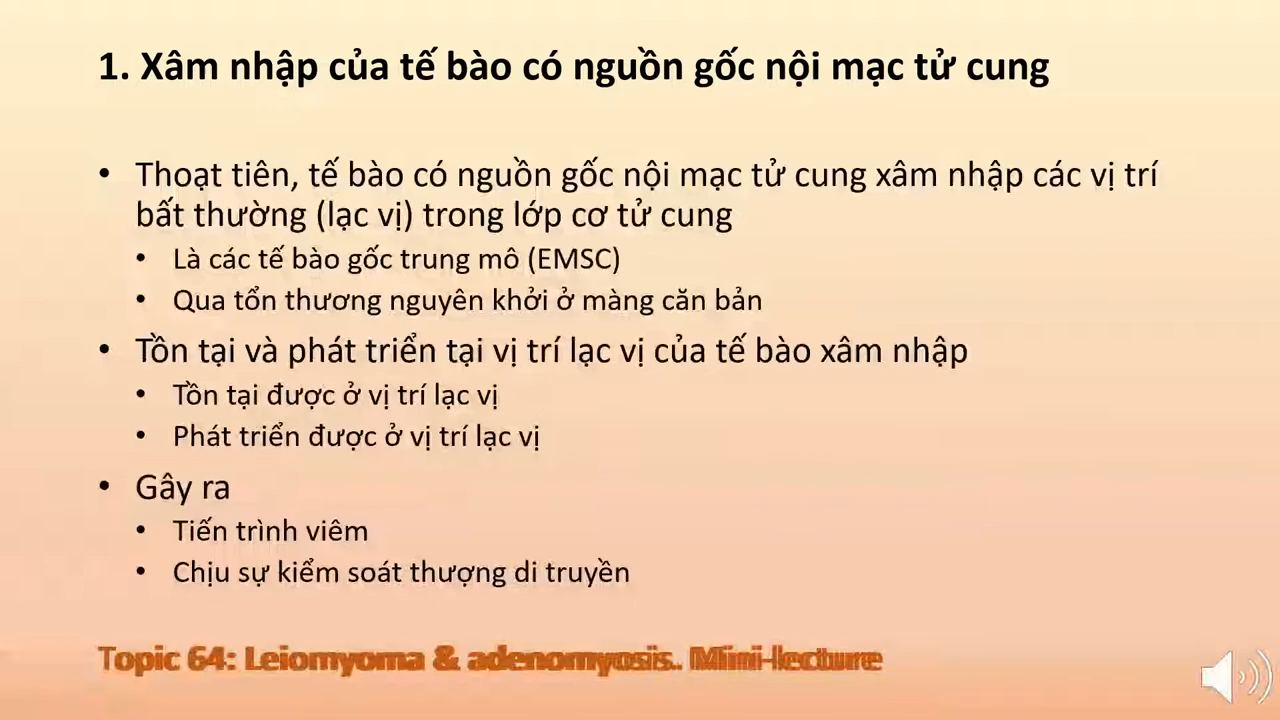 1. Xâm nhập của tế bào có nguồn gốc nội mạc tử cung
• Thoạt tiên, tế bào có nguồn gốc nội mạc tử cung xâm nhập các vị trí
bất thường (lạc vị) trong lớp cơ tử cung
• Là các tế bào gốc trung mô (EMSC)
• Qua tổn thương nguyên khởi ở màng căn bản
• Tồn tại và phát triển tại vị trí lạc vị của tế bào xâm nhập
• Tồn tại được ở vị trí lạc vị
• Phát triển được ở vị trí lạc vị
• Gây ra
• Tiến trình viêm
• Chịu sự kiểm soát thượng di truyền
Topic 64: Leiomyoma & adenomyosis. Mini-lecture